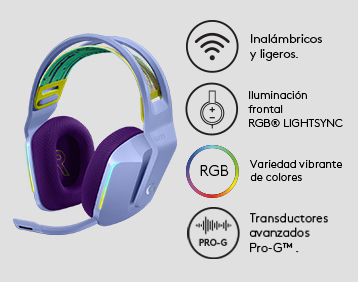 Inalámbricos
y ligeros.
Iluminación
frontal
RGB® LIGHTSYNC
RGB
Variedad vibrante
de colores
PRO-G
Transductores
avanzados
Pro-G™ .
R